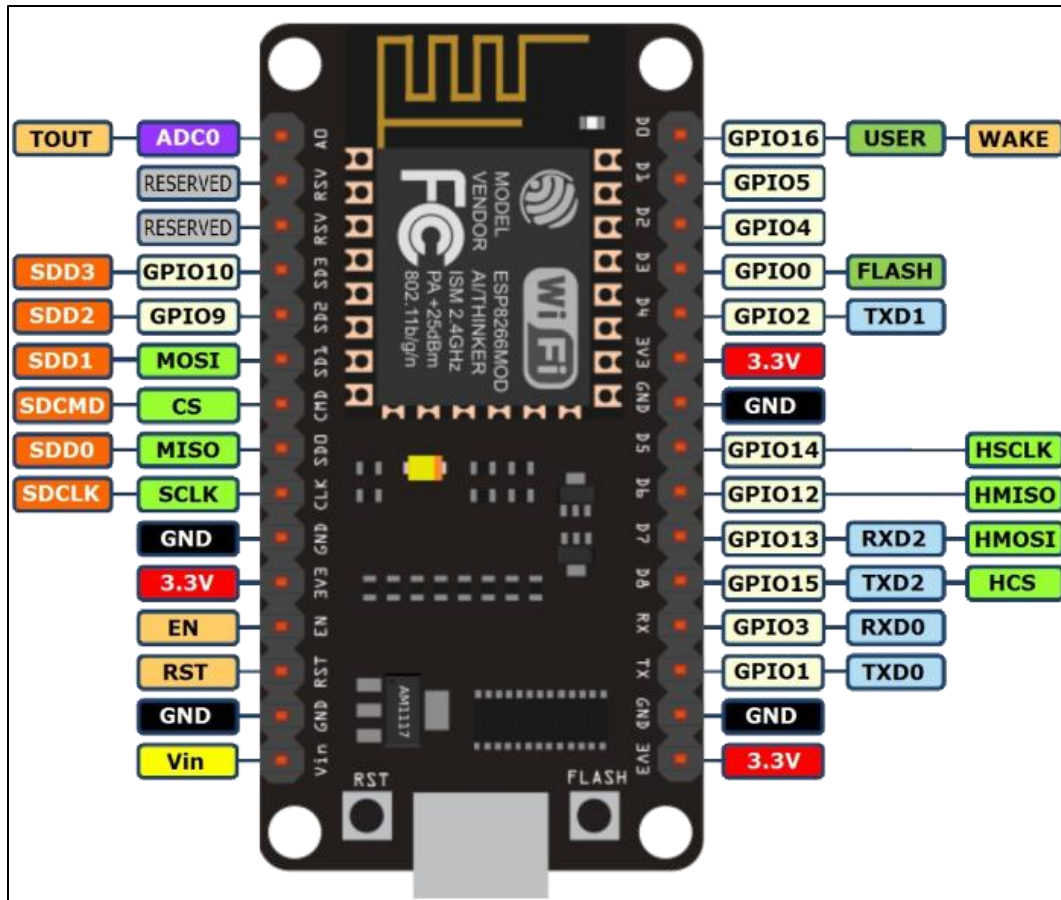 TOUT ADC0 A0 D0 GPIO16 USER WAKE
RESERVED RSV D1 GPIO5
RESERVED RSV D2 GPIO4
SDD3 GPIO10 SD3 D3 GPIO0 FLASH
SDD2 GPIO9 SD2 D4 GPIO2 TXD1
SDD1 MOSI SD1 3V3 3.3V
SDCMD CS CMD GND GND
SDD0 MISO SDO D5 GPIO14 HSCLK
SDCLK SCLK CLK D6 GPIO12 HMISO
GND GND D7 GPIO13 RXD2 HMOSI
3.3V 3V3 D8 GPIO15 TXD2 HCS
EN EN RX GPIO3 RXD0
RST RST TX GPIO1 TXD0
GND GND GND GND
Vin Vin 3V3 3.3V
MODEL ESP8266MOD
VENDOR AI/THINKER
ISM 2.4GHz
PA +25dBm
802.11b/g/n
FC
WiFi
AM1117
RST
FLASH